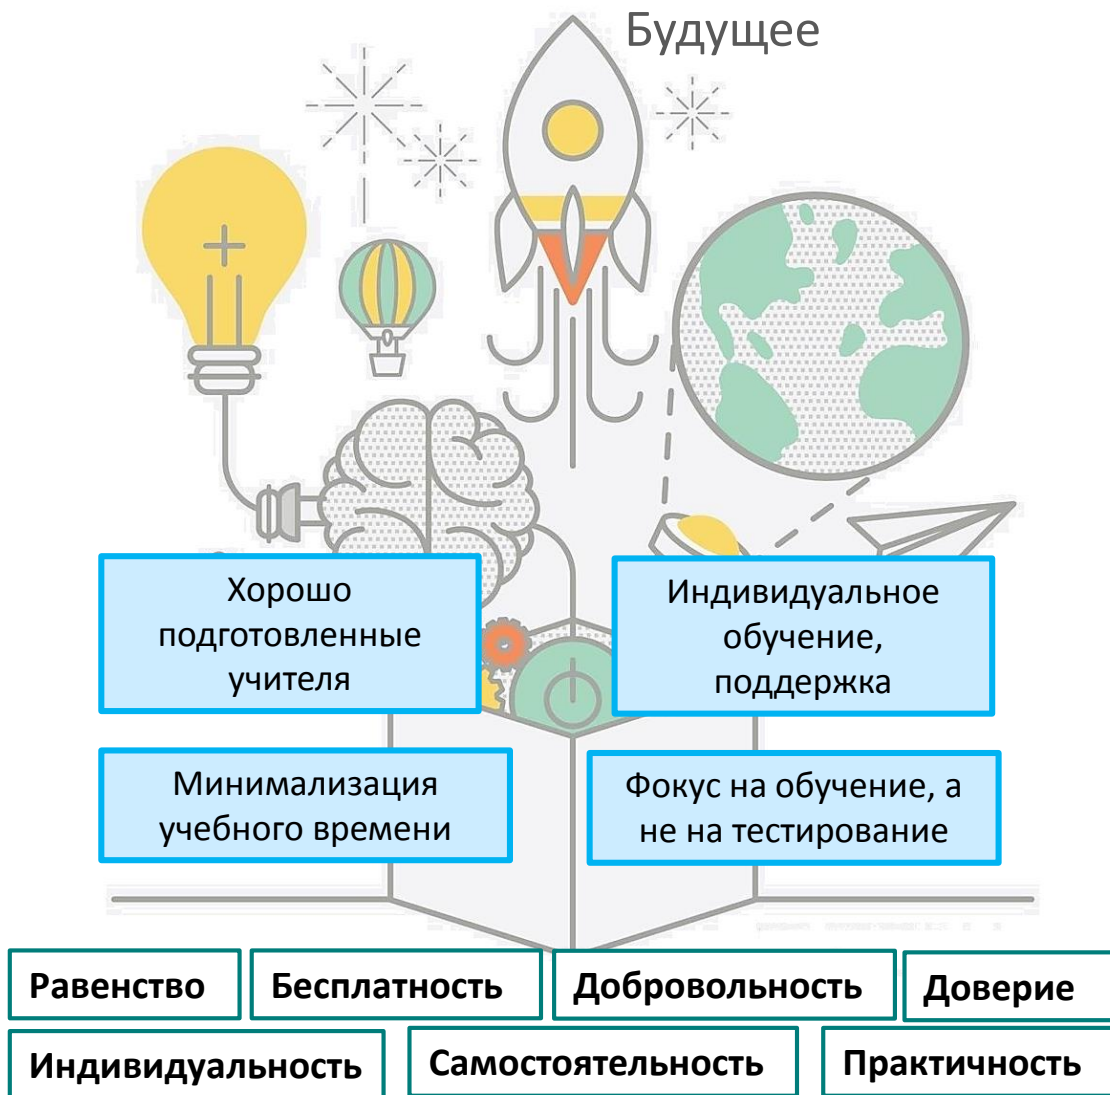 Будущее
Хорошо
подготовленные
учителя
Индивидуальное
обучение,
поддержка
Минимализация
учебного времени
Фокус на обучение, а
не на тестирование
Равенство
Бесплатность
Добровольность
Доверие
Индивидуальность
Самостоятельность
Практичность